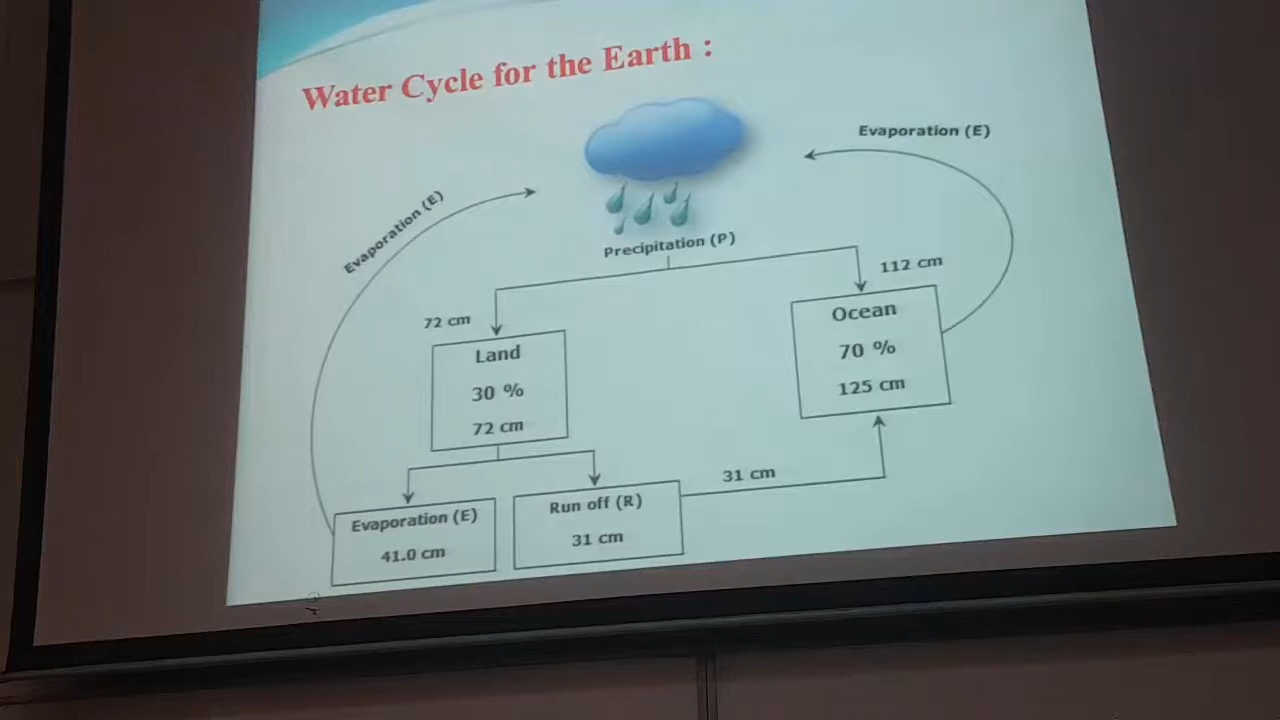 Water Cycle for the Earth :
Evaporation (E)
Evaporation (E)
Precipitation (P)
112 cm
72 cm
Ocean
70 %
125 cm
Land
30 %
72 cm
31 cm
Evaporation (E)
41.0 cm
Run off (R)
31 cm